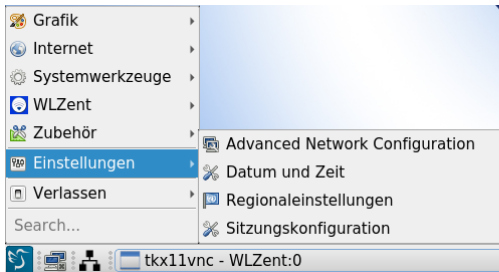 Grafik
Internet
Systemwerkzeuge
WLZent
Zubehör
Einstellungen
Verlassen
Search...
Advanced Network Configuration
Datum und Zeit
Regionaleinstellungen
Sitzungskonfiguration
tkx11vnc - WLZent:0